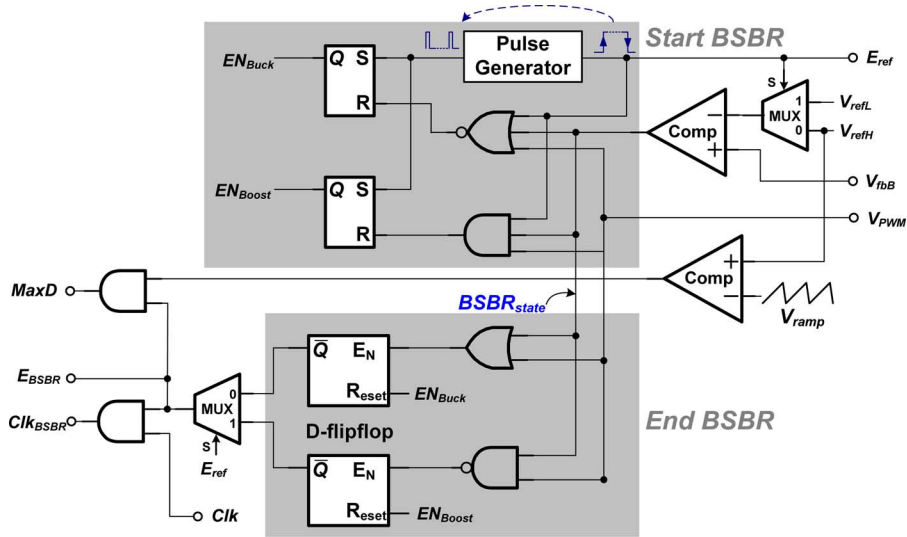 Pulse Generator
Start BSBR
EN_Buck
Q S
R
E_ref
S
MUX
1
0
V_refL
V_refH
Comp
−
+
V_fbB
EN_Boost
Q S
R
V_PWM
MaxD
Comp
+
−
V_ramp
BSBR_state
Q̅ E_N
R_eset
EN_Buck
E_BSBR
Clk_BSBR
MUX
0
1
S
E_ref
D-flipflop
End BSBR
Q̅ E_N
R_eset
EN_Boost
Clk